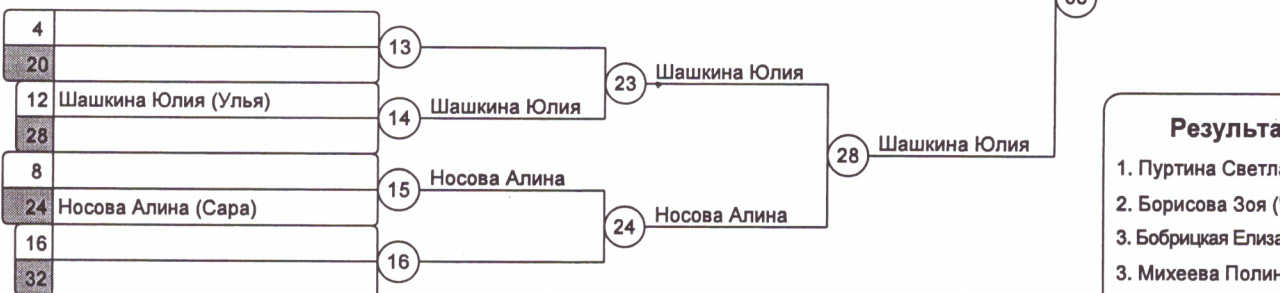 4
13
20
23
Шашкина Юлия
12 Шашкина Юлия (Улья)
14
Шашкина Юлия
28
28
Шашкина Юлия
8
15
Носова Алина
24 Носова Алина (Сара)
24
Носова Алина
16
16
32
Результа
1. Пуртина Светла
2. Борисова Зоя (
3. Бобрицкая Елиза
3. Михеева Полин